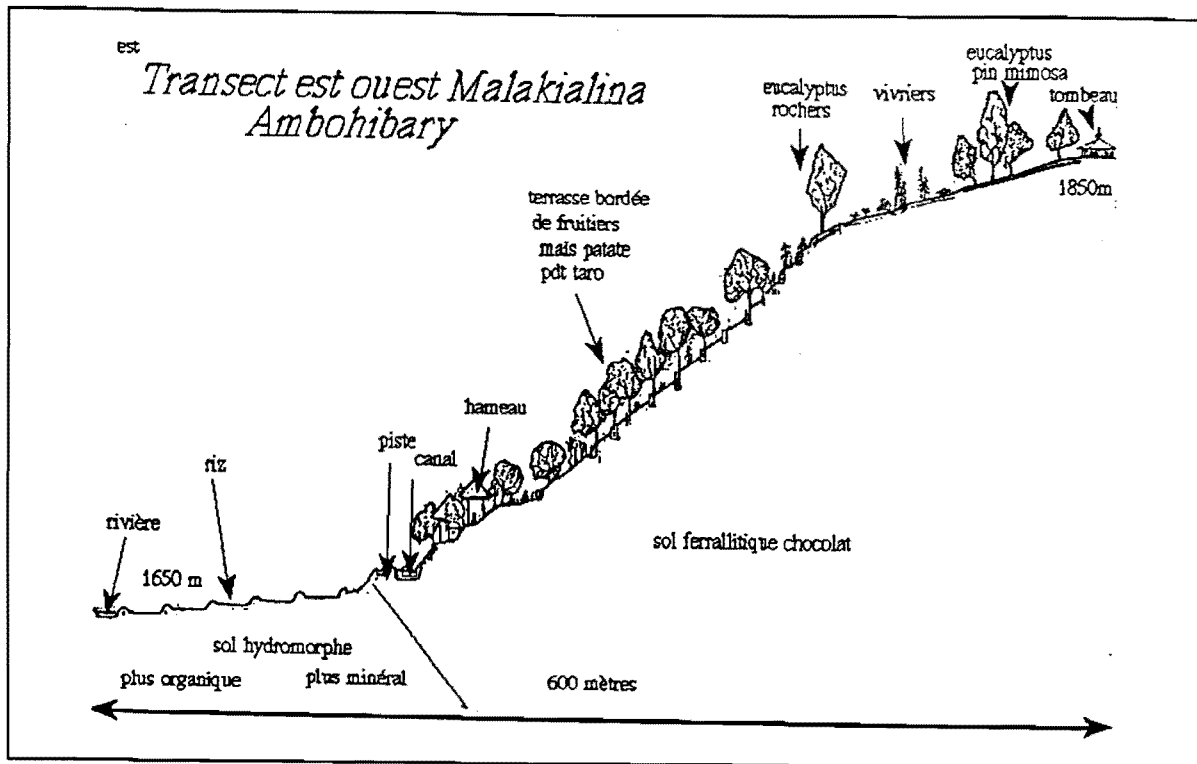 est
Transect est ouest Malakialina
Ambohibary
eucalyptus
rochers
vivriers
eucalyptus
pin mimosa
tombeau
1850m
terrasse bordée
de fruitiers
maïs patate
pdt taro
hameau
piste
canal
riz
rivière
1650 m
sol ferrallitique chocolat
sol hydromorphe
plus organique
plus minéral
600 mètres